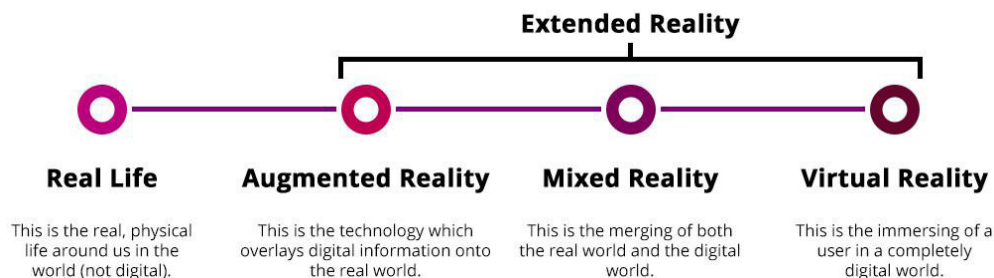 Extended Reality
Real Life
This is the real, physical
life around us in the
world (not digital).
Augmented Reality
This is the technology which
overlays digital information onto
the real world.
Mixed Reality
This is the merging of both
the real world and the digital
world.
Virtual Reality
This is the immersing of a
user in a completely
digital world.